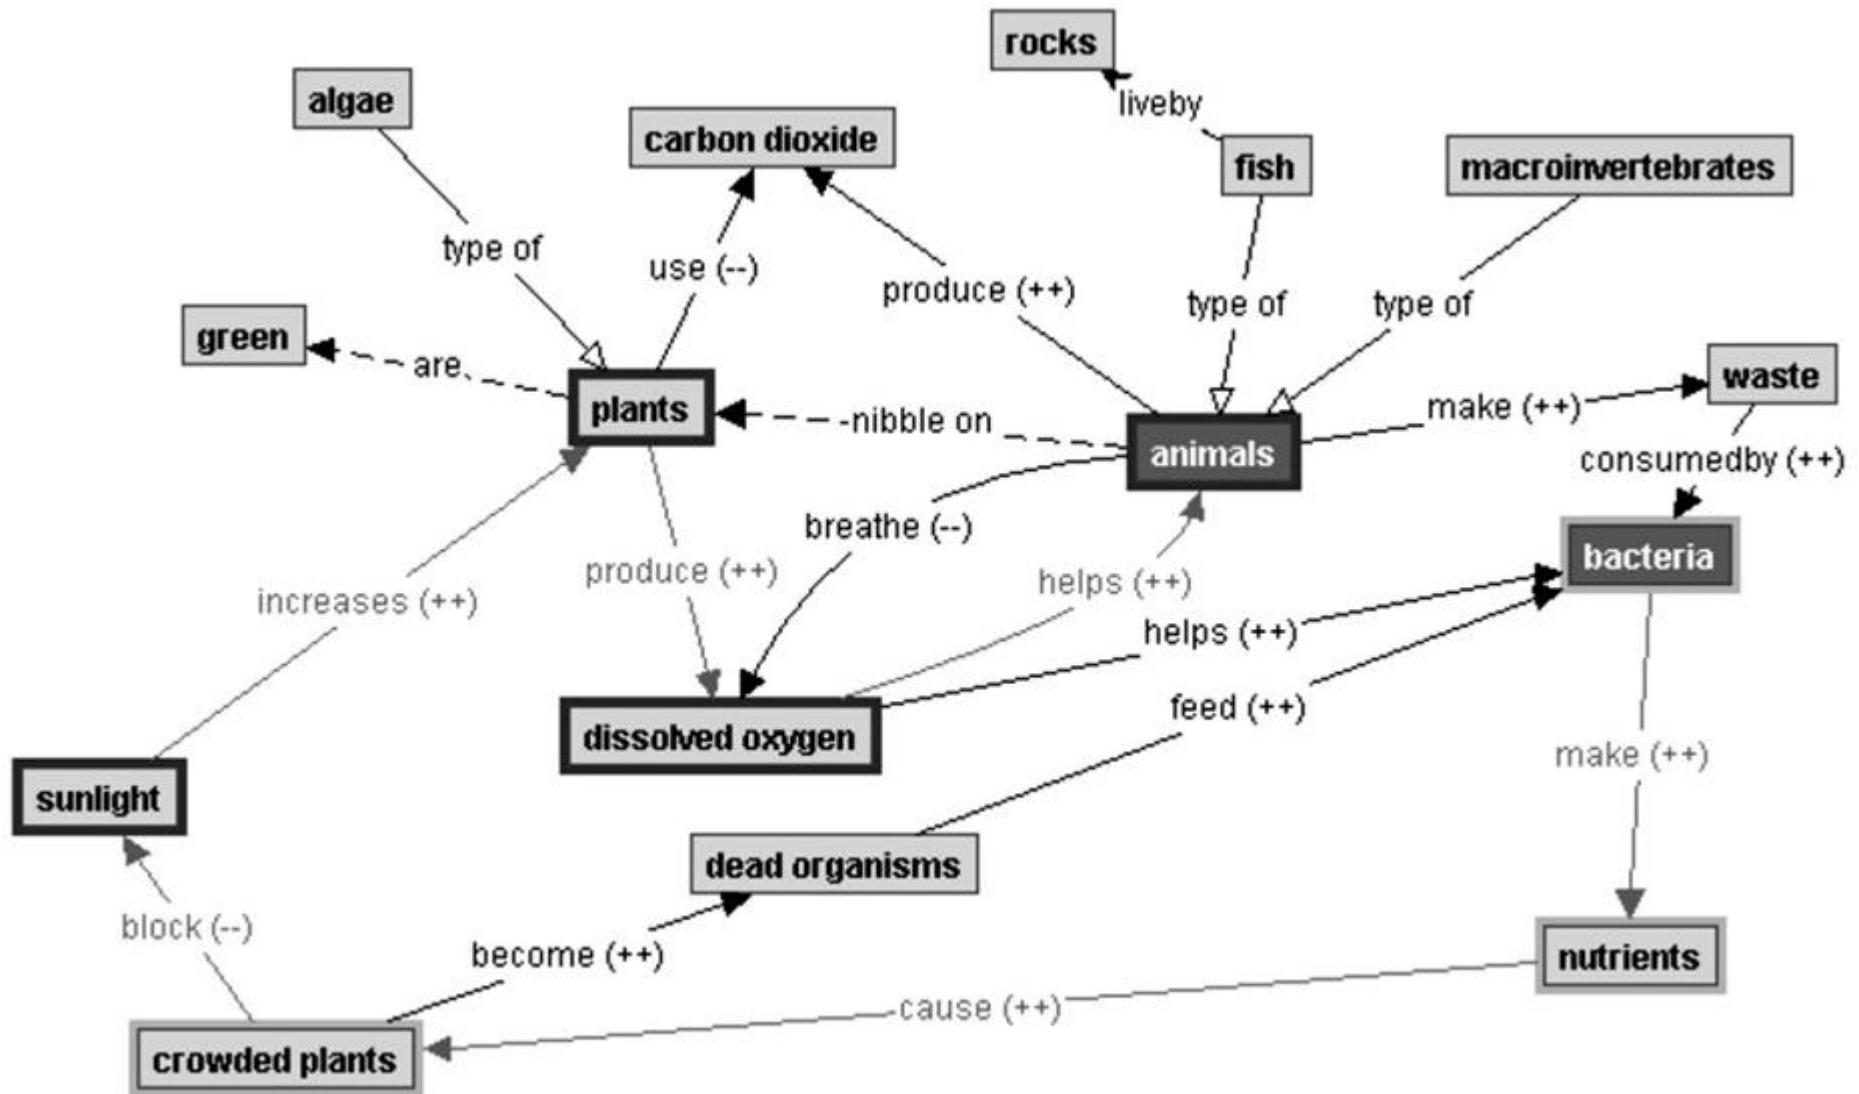 rocks
algae
liveby
carbon dioxide
fish
macroinvertebrates
type of
use (--)
produce (++)
type of
type of
green
are
plants
nibble on
waste
make (++)
animals
consumedby (++)
breathe (--)
bacteria
produce (++)
helps (++)
increases (++)
helps (++)
feed (++)
dissolved oxygen
make (++)
sunlight
dead organisms
block (--)
become (++)
nutrients
cause (++)
crowded plants